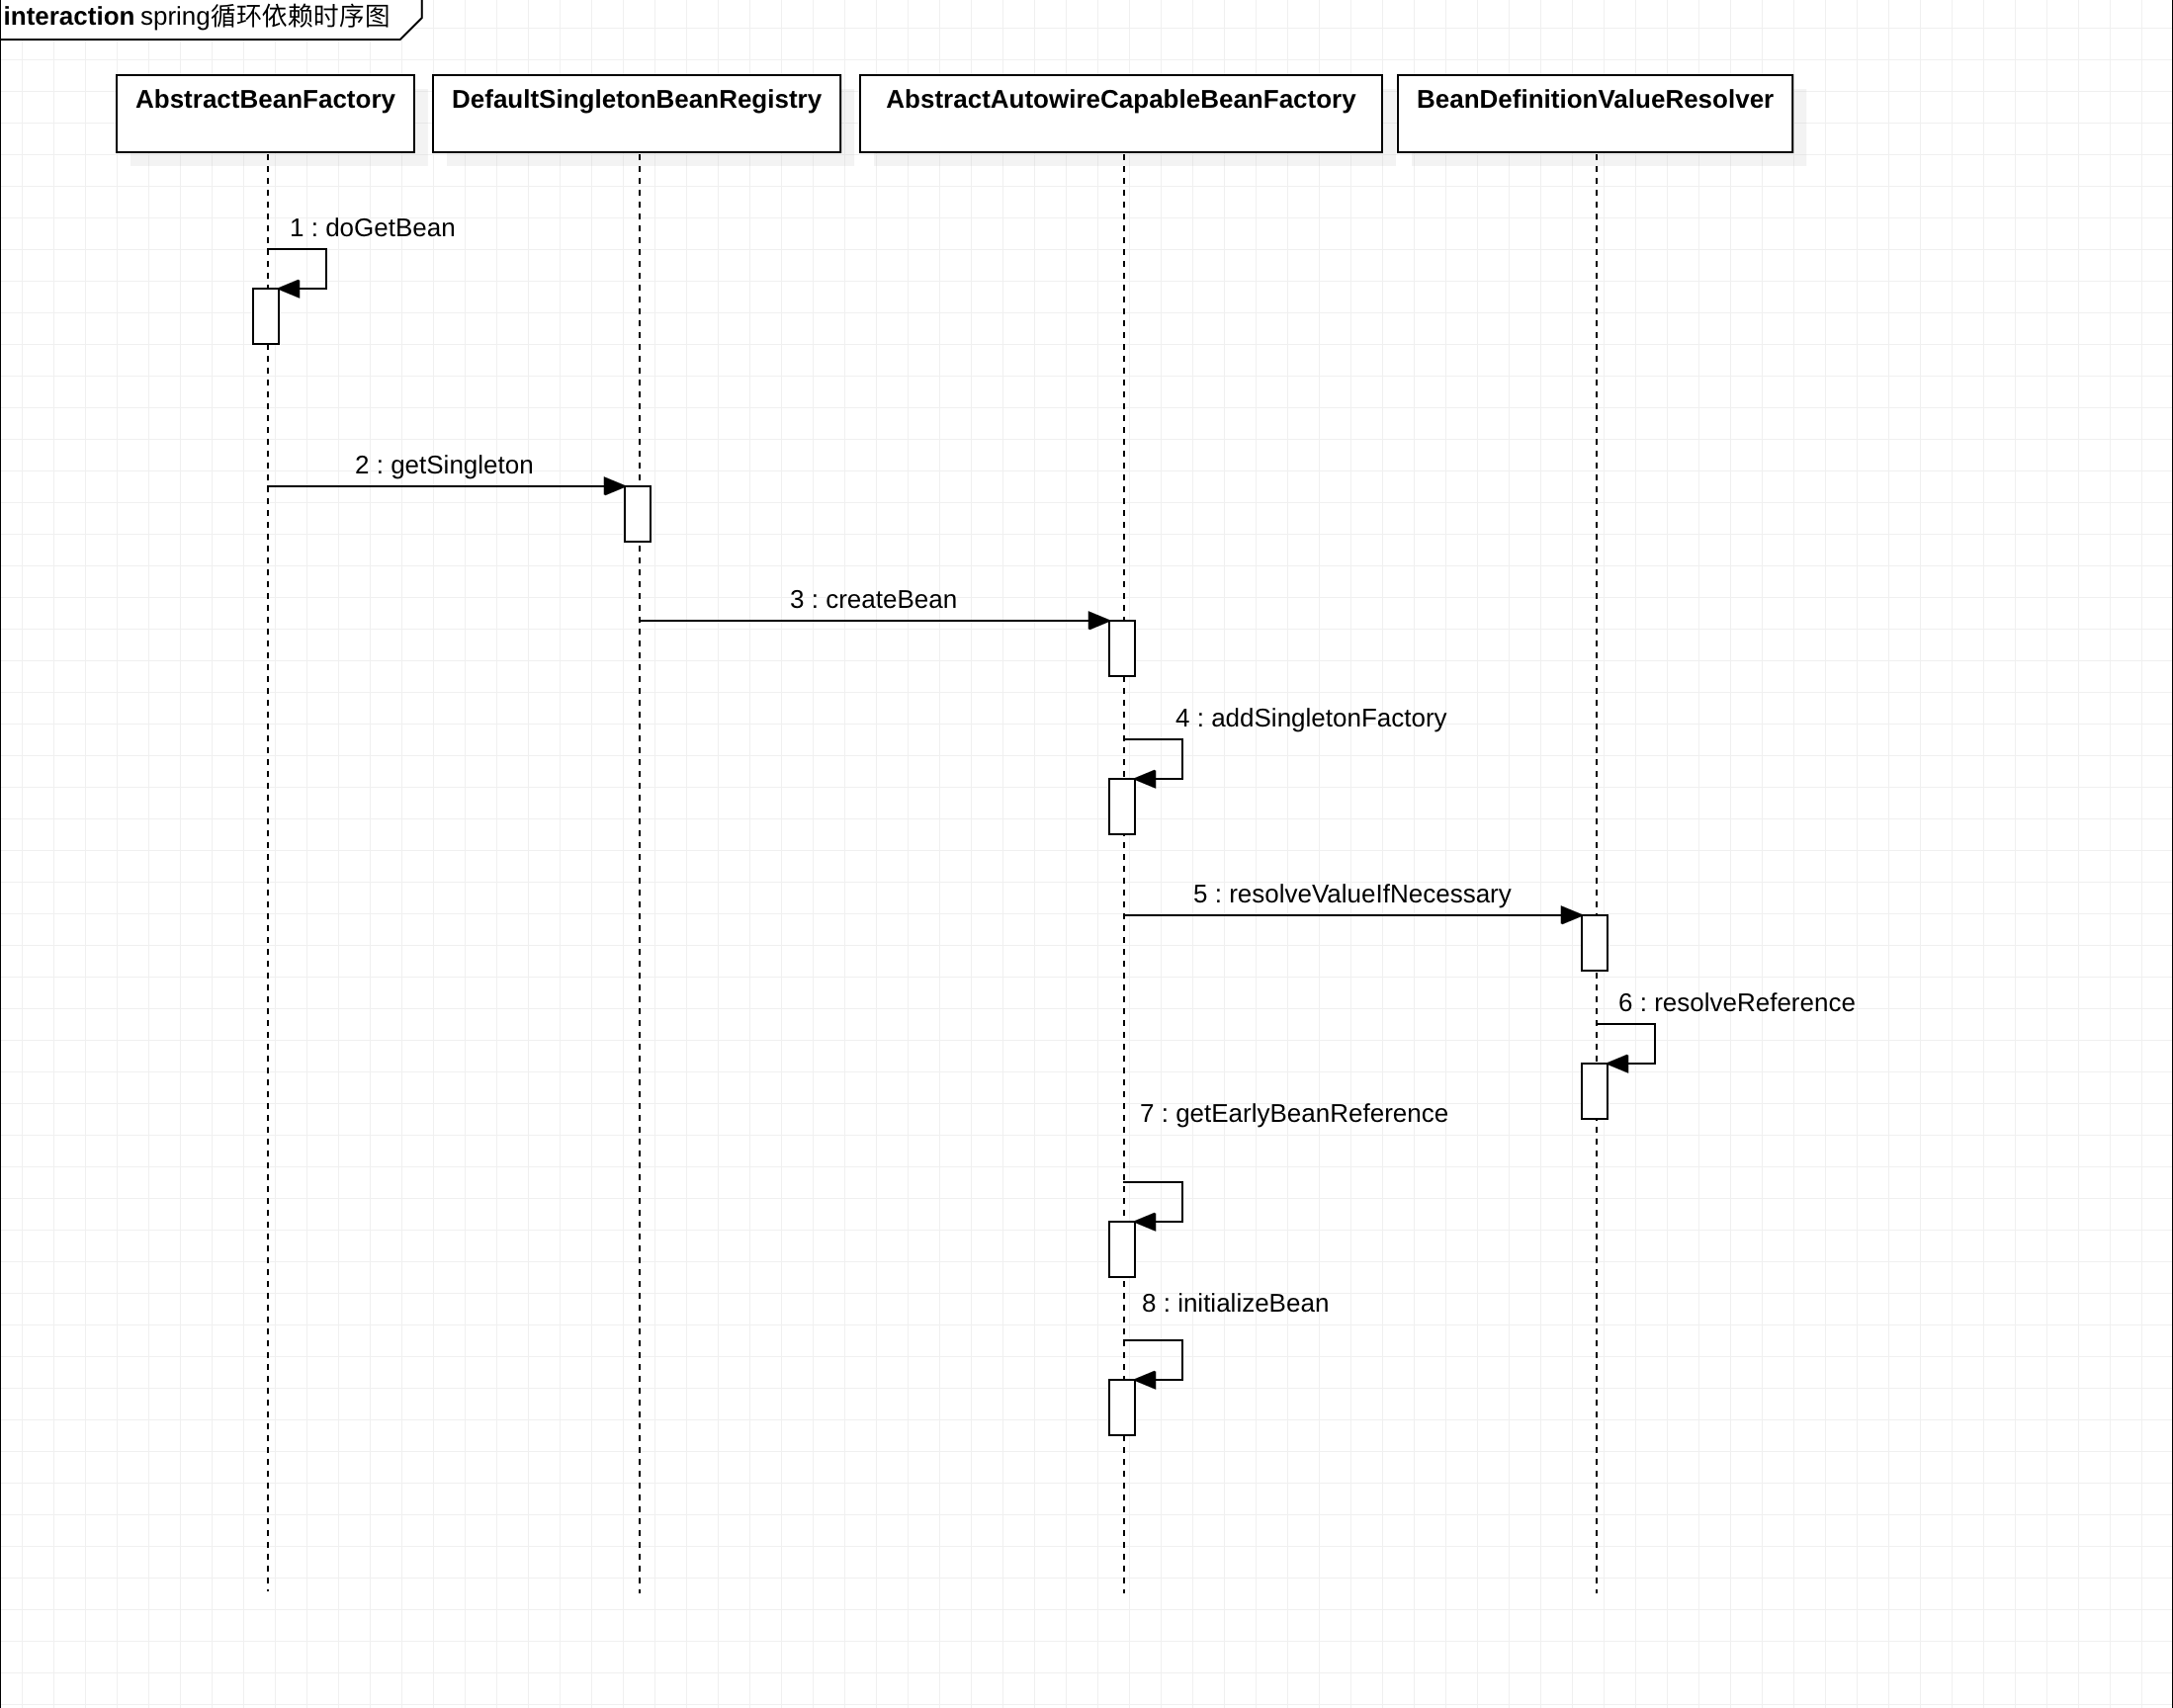 interaction spring循环依赖时序图
AbstractBeanFactory
DefaultSingletonBeanRegistry
AbstractAutowireCapableBeanFactory
BeanDefinitionValueResolver
1 : doGetBean
2 : getSingleton
3 : createBean
4 : addSingletonFactory
5 : resolveValueIfNecessary
6 : resolveReference
7 : getEarlyBeanReference
8 : initializeBean